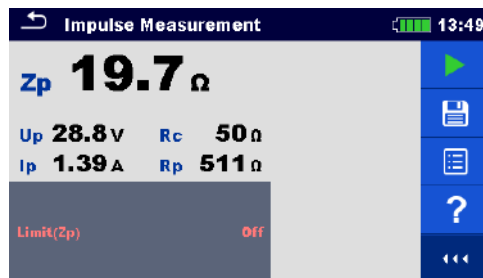 Impulse Measurement 13:49
Zp 19.7 Ω
Up 28.8 V Rc 50 Ω
Ip 1.39 A Rp 511 Ω
Limit(Zp) Off
?